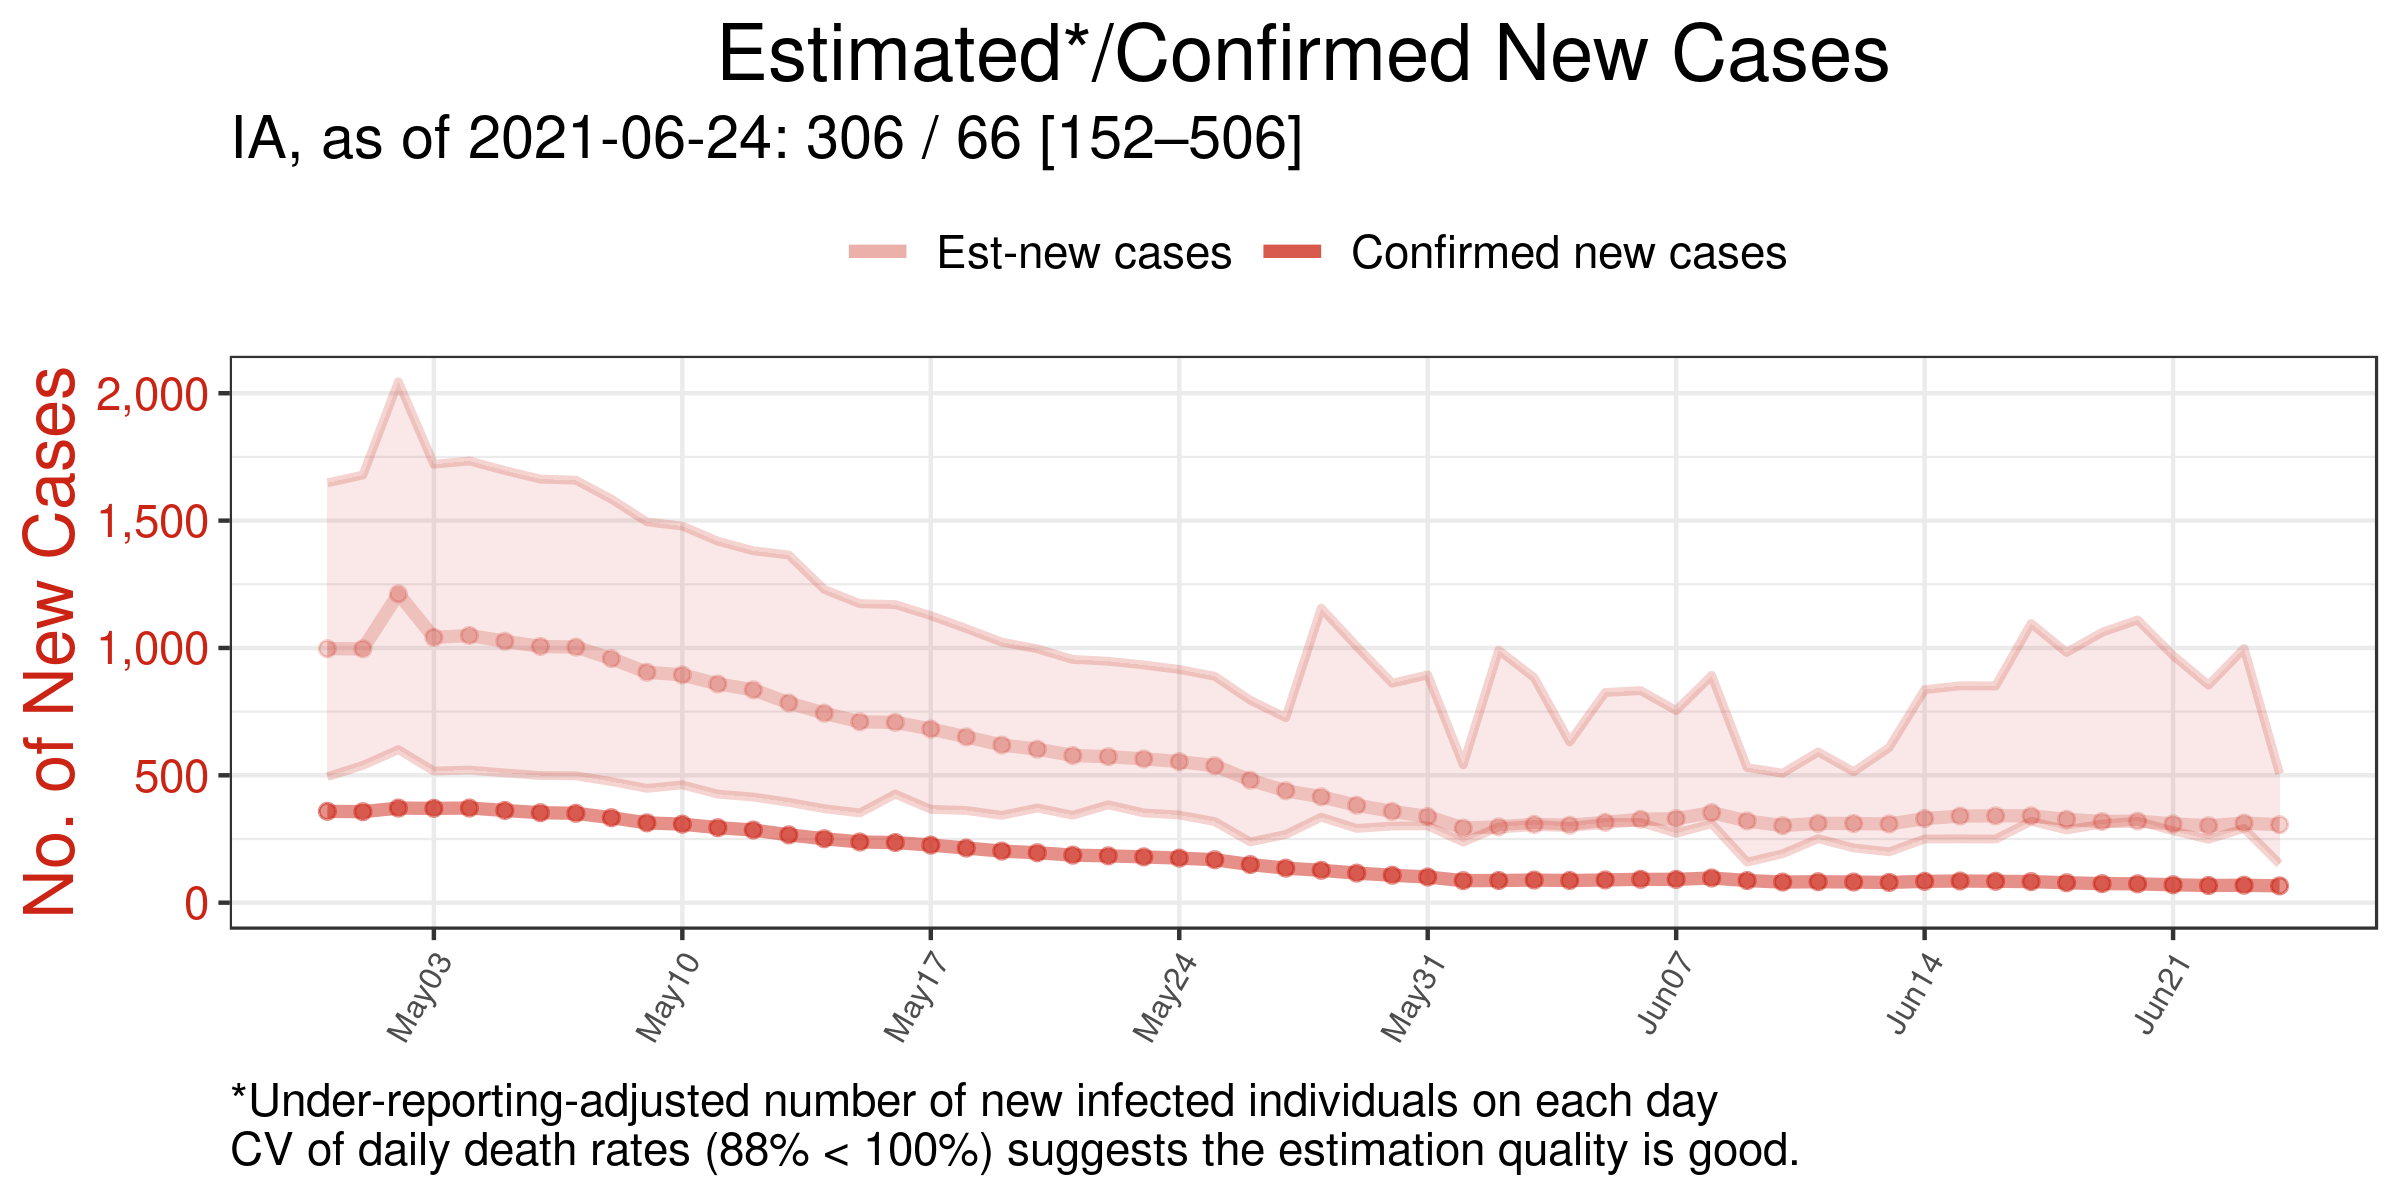 Estimated*/Confirmed New Cases
IA, as of 2021-06-24: 306 / 66 [152–506]
Est-new cases Confirmed new cases
No. of New Cases
2,000
1,500
1,000
500
0
May03 May10 May17 May24 May31 Jun07 Jun14 Jun21
*Under-reporting-adjusted number of new infected individuals on each day
CV of daily death rates (88% < 100%) suggests the estimation quality is good.